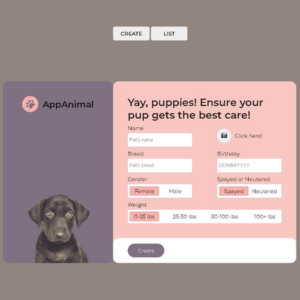 CREATE
LIST
AppAnimal
Yay, puppies! Ensure your
pup gets the best care!
Name
Pet's name
Click here!
Breed
Pet's breed
Birthday
DD/MM/YYYY
Gender
Female
Male
Spayed or Neutered
Spayed
Neutered
Weight
0-25 lbs
25-50 lbs
50-100 lbs
100+ lbs
Create